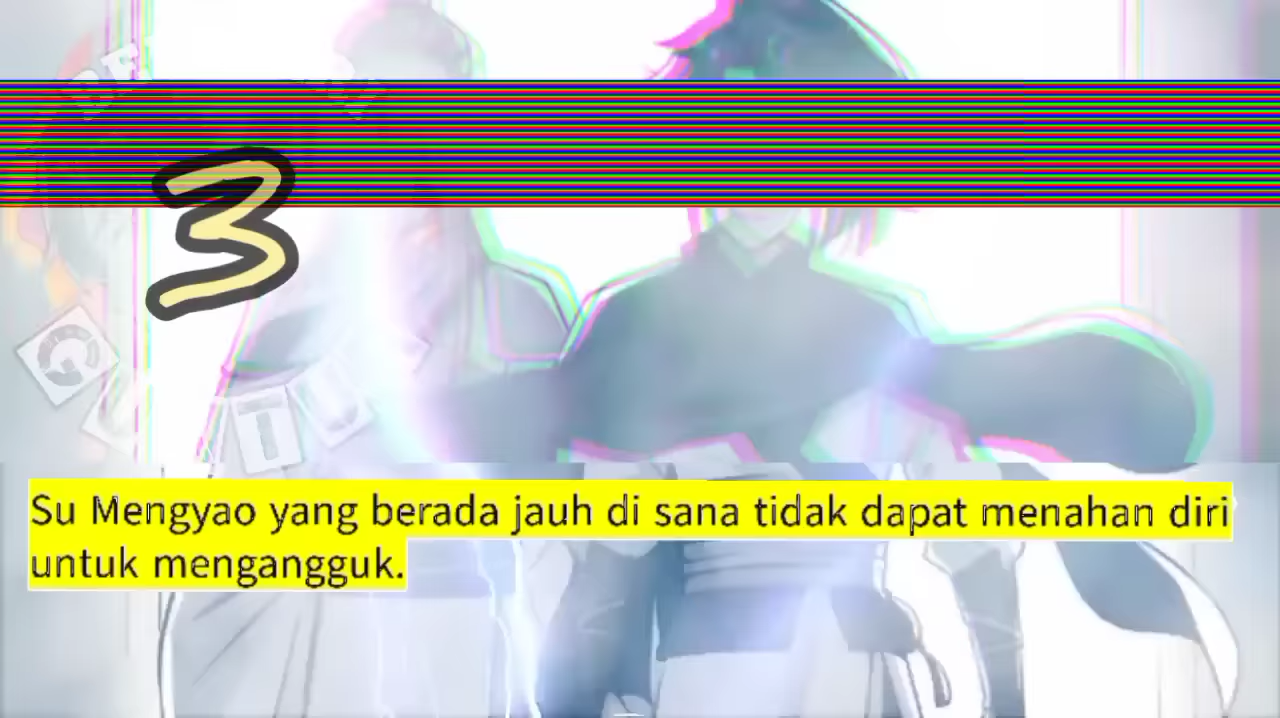 3
Su Mengyao yang berada jauh di sana tidak dapat menahan diri
untuk mengangguk.